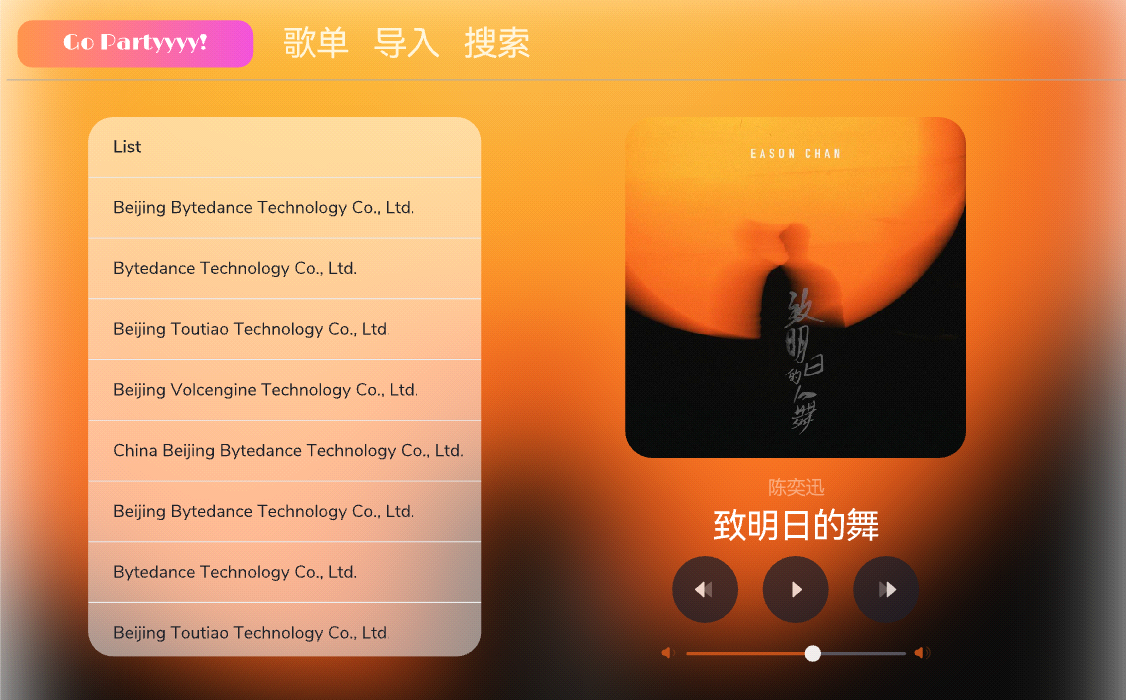 Go Partyyyy!
歌单 导入 搜索
List
Beijing Bytedance Technology Co., Ltd.
Bytedance Technology Co., Ltd.
Beijing Toutiao Technology Co., Ltd
Beijing Volcengine Technology Co., Ltd.
China Beijing Bytedance Technology Co., Ltd.
Beijing Bytedance Technology Co., Ltd.
Bytedance Technology Co., Ltd.
Beijing Toutiao Technology Co., Ltd
EASON CHAN
致明日的舞
陈奕迅
致明日的舞